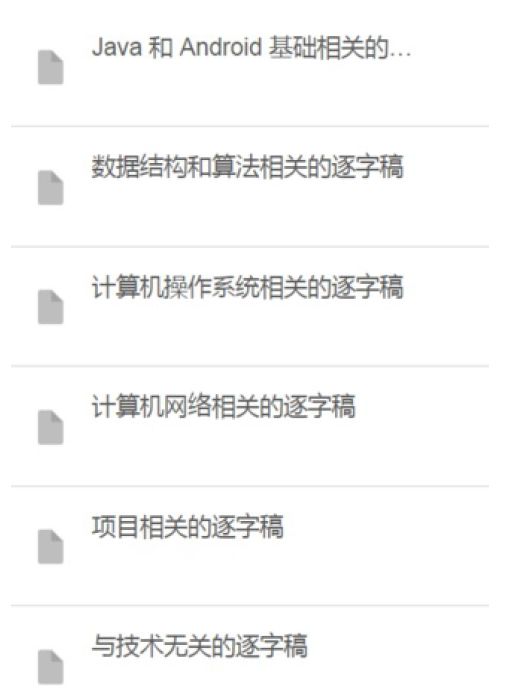 Java 和 Android 基础相关的...
数据结构和算法相关的逐字稿
计算机操作系统相关的逐字稿
计算机网络相关的逐字稿
项目相关的逐字稿
与技术无关的逐字稿